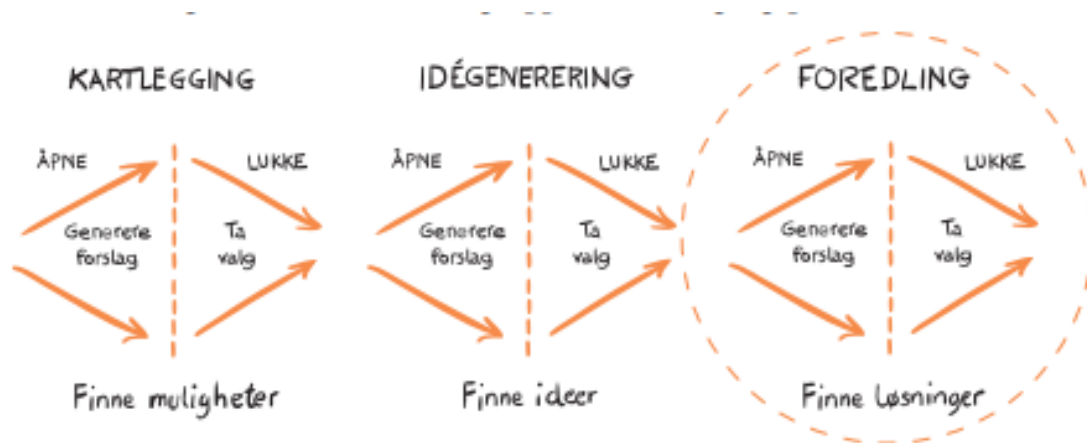 KARTLEGGING
ÅPNE
LUKKE
Generere
forslag
Ta
valg
Finne muligheter
IDÉGENERERING
ÅPNE
LUKKE
Generere
forslag
Ta
valg
Finne ideer
FOREDLING
ÅPNE
LUKKE
Generere
forslag
Ta
valg
Finne løsninger